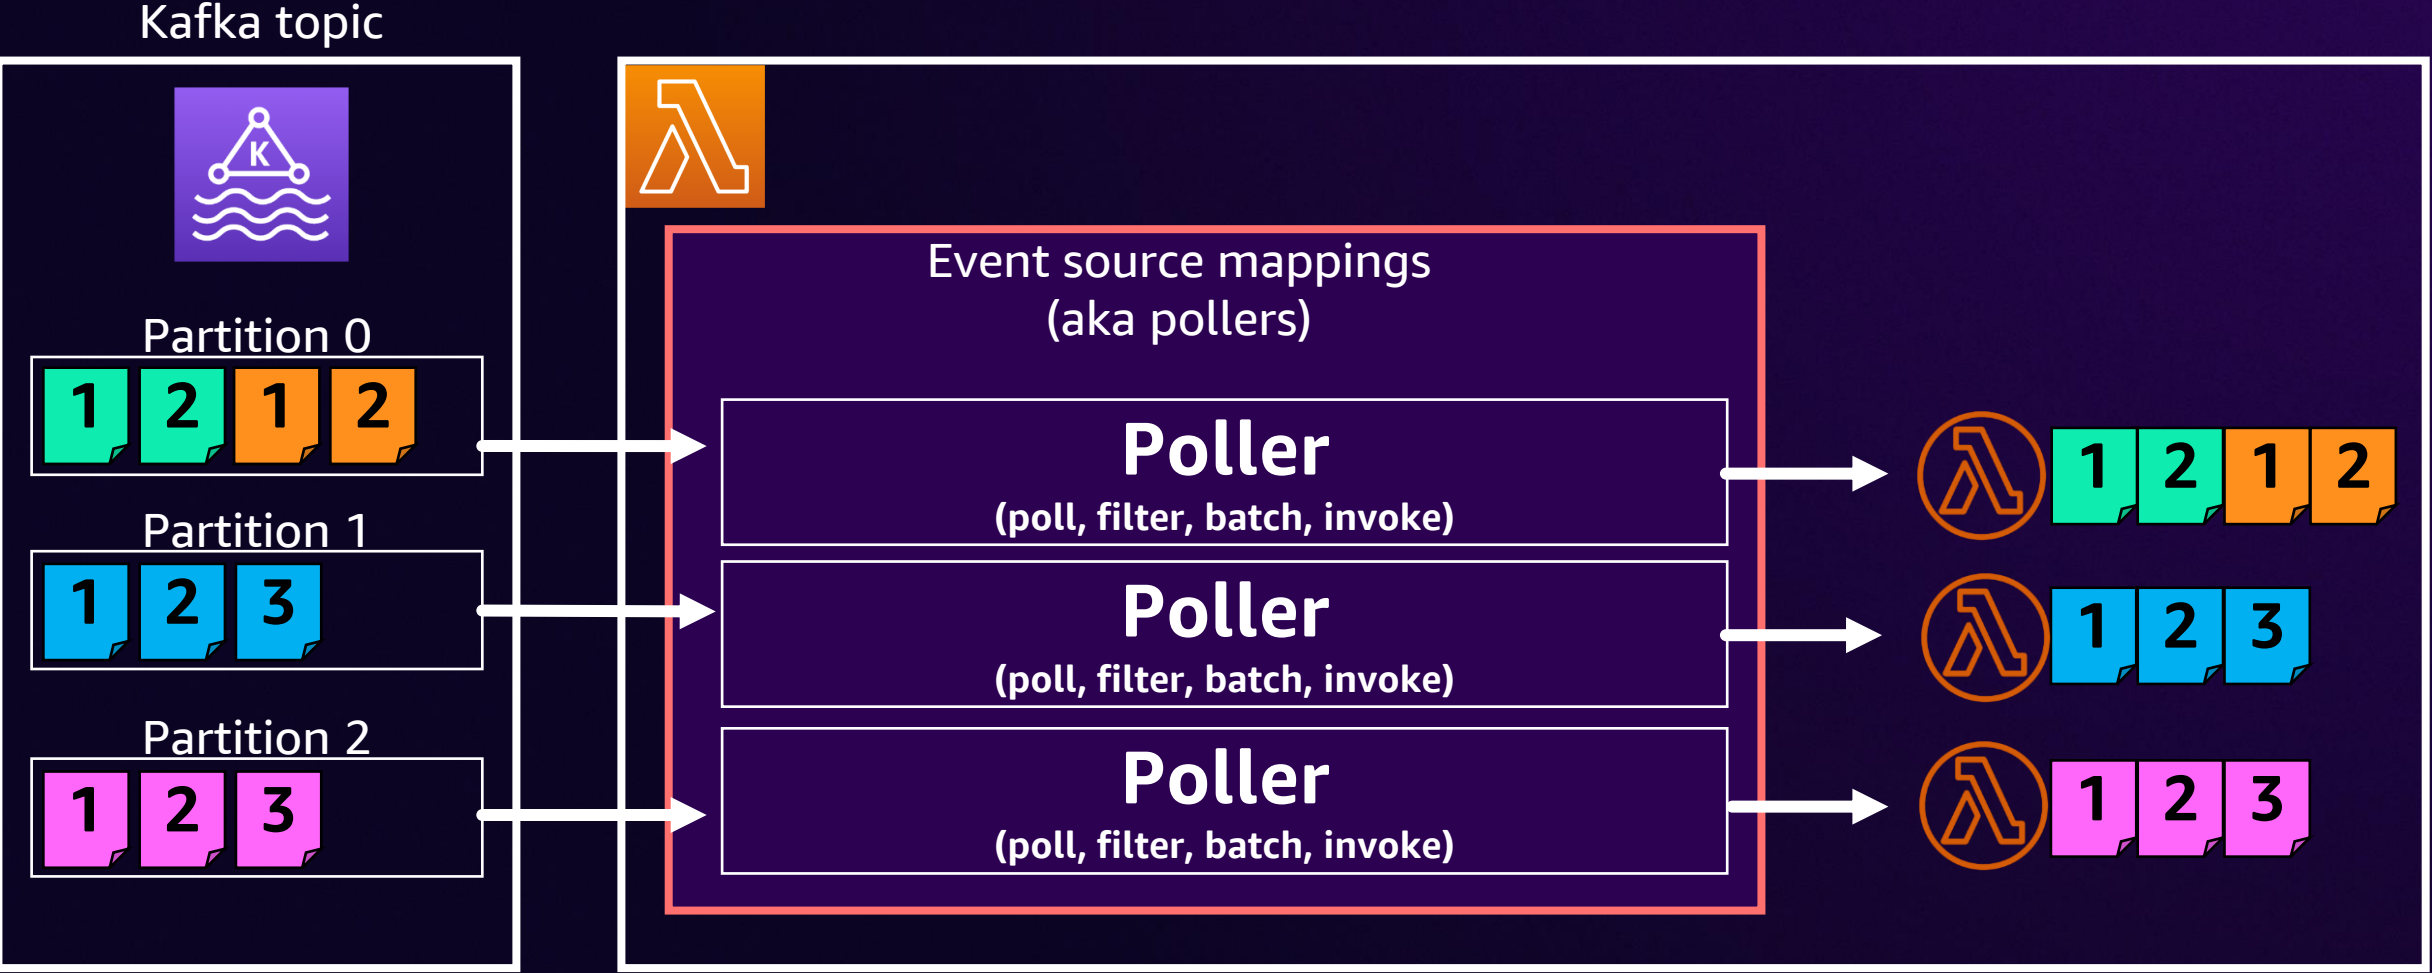 Kafka topic
K
Partition 0
1 2 1 2
Partition 1
1 2 3
Partition 2
1 2 3
Event source mappings
(aka pollers)
Poller
(poll, filter, batch, invoke)
Poller
(poll, filter, batch, invoke)
Poller
(poll, filter, batch, invoke)
1 2 1 2
1 2 3
1 2 3